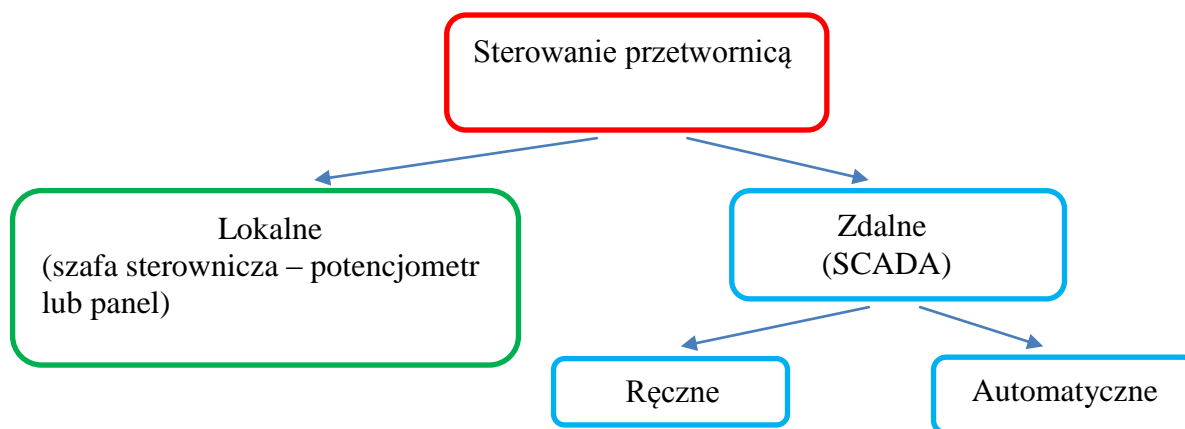 Sterowanie przetwornicą
Lokalne
(szafa sterownicza – potencjometr
lub panel)
Zdalne
(SCADA)
Ręczne
Automatyczne